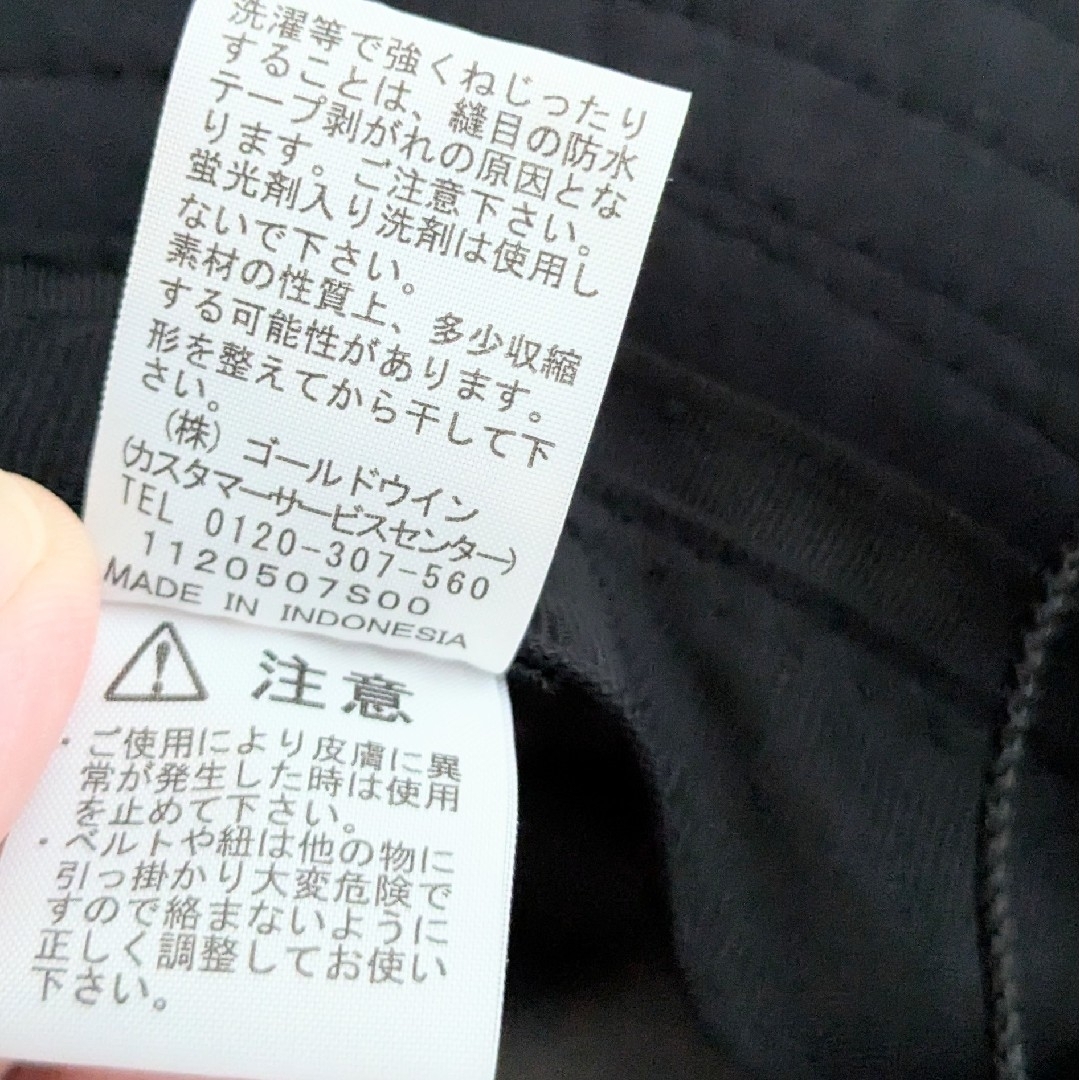 洗濯等で強くねじったり
することは、縫目の防水
テープ剥がれの原因とな
ります。ご注意下さい。
蛍光剤入り洗剤は使用し
ないで下さい。
素材の性質上、多少収縮
する可能性があります。
形を整えてから干して下
さい。
(株)ゴールドウイン
(カスタマーサービスセンター)
TEL 0120-307-560
1120507S00
MADE IN INDONESIA
注意
・ご使用により皮膚に異
常が発生した時は使用
を止めて下さい。
・ベルトや紐は他の物に
引っ掛かり大変危険で
すので絡まないように
正しく調整してお使い
下さい。